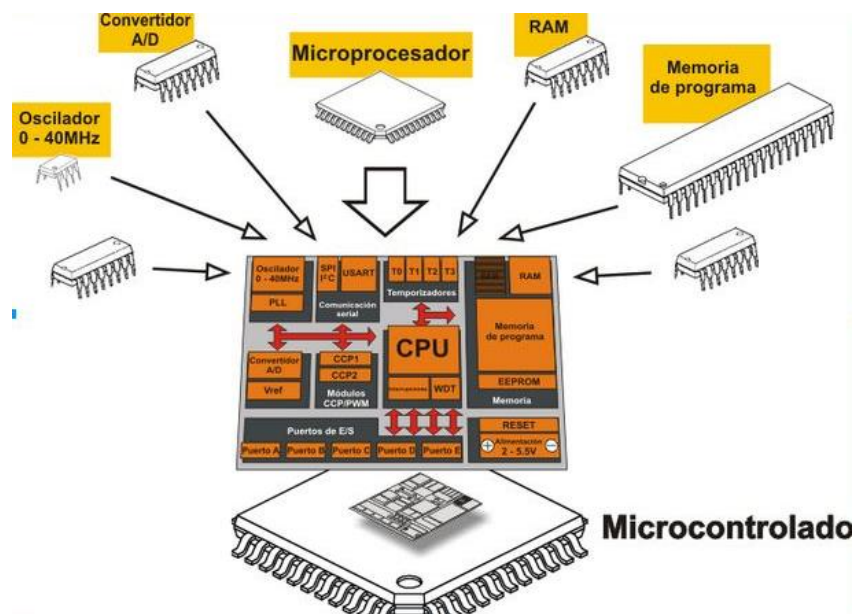 Convertidor
A/D
Microprocesador
RAM
Memoria
de programa
Oscilador
0 - 40MHz
Oscilador
0 - 40MHz
PLL
SPI
I²C
USART
Comunicación
serial
T0 T1 T2 T3
Temporizadores
RAM
Memoria
de programa
EEPROM
Memoria
Convertidor
A/D
Vref
CCP1
CCP2
Módulos
CCP/PWM
CPU
WDT
Puertos de E/S
Puerto A Puerto B Puerto C Puerto D Puerto E
RESET
Alimentación
2 - 5.5V
Microcontrolado